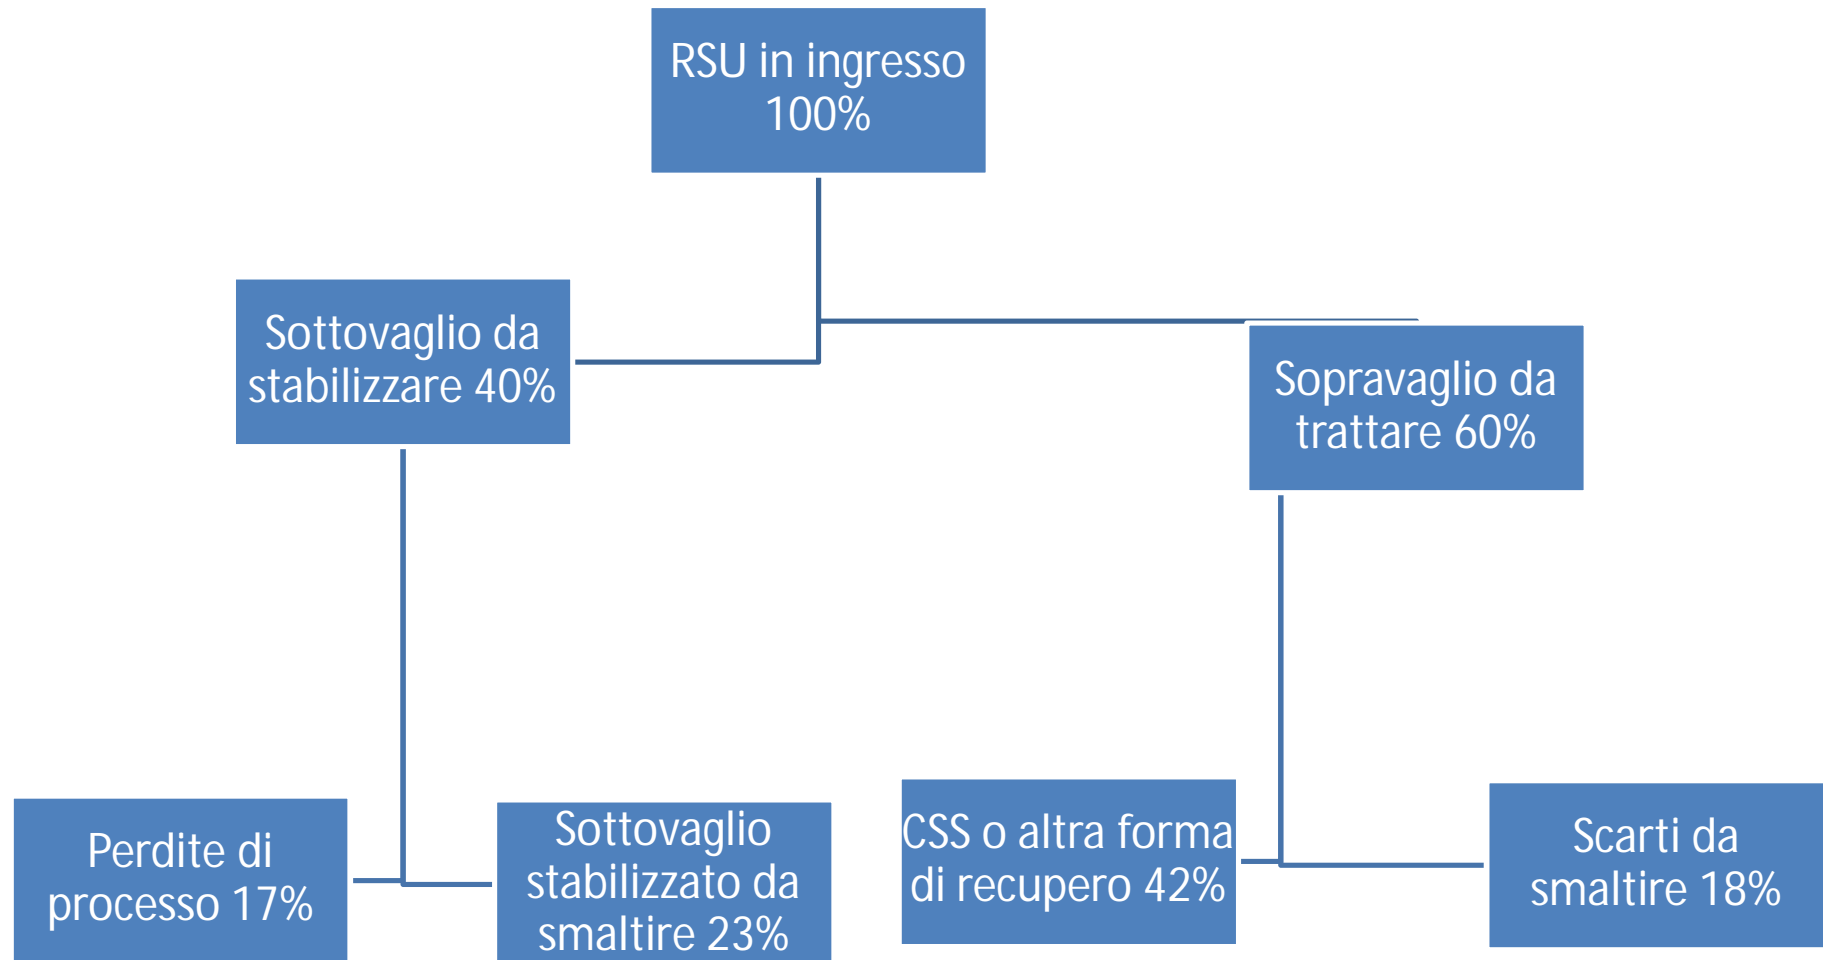 RSU in ingresso
100%
Sottovaglio da
stabilizzare 40%
Sopravaglio da
trattare 60%
Perdite di
processo 17%
Sottovaglio
stabilizzato da
smaltire 23%
CSS o altra forma
di recupero 42%
Scarti da
smaltire 18%